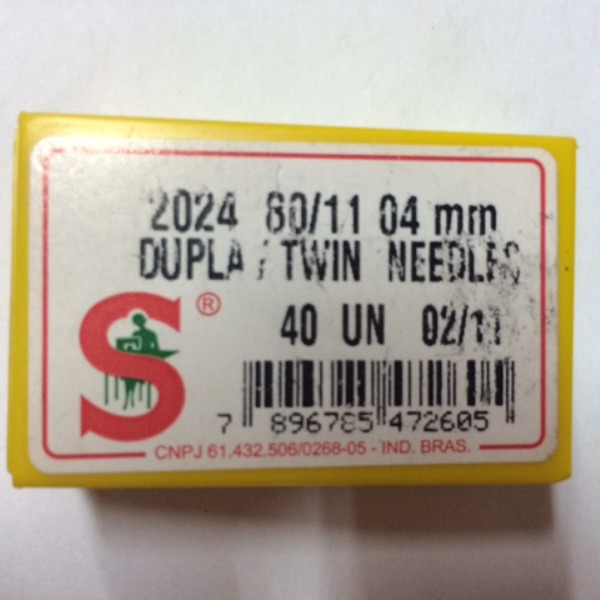 2024 80/11 04 mm
DUPLA / TWIN NEEDLES
40 UN 02/11
S ®
7 896785 472605
CNPJ 61.432.506/0268-05 - IND. BRAS.